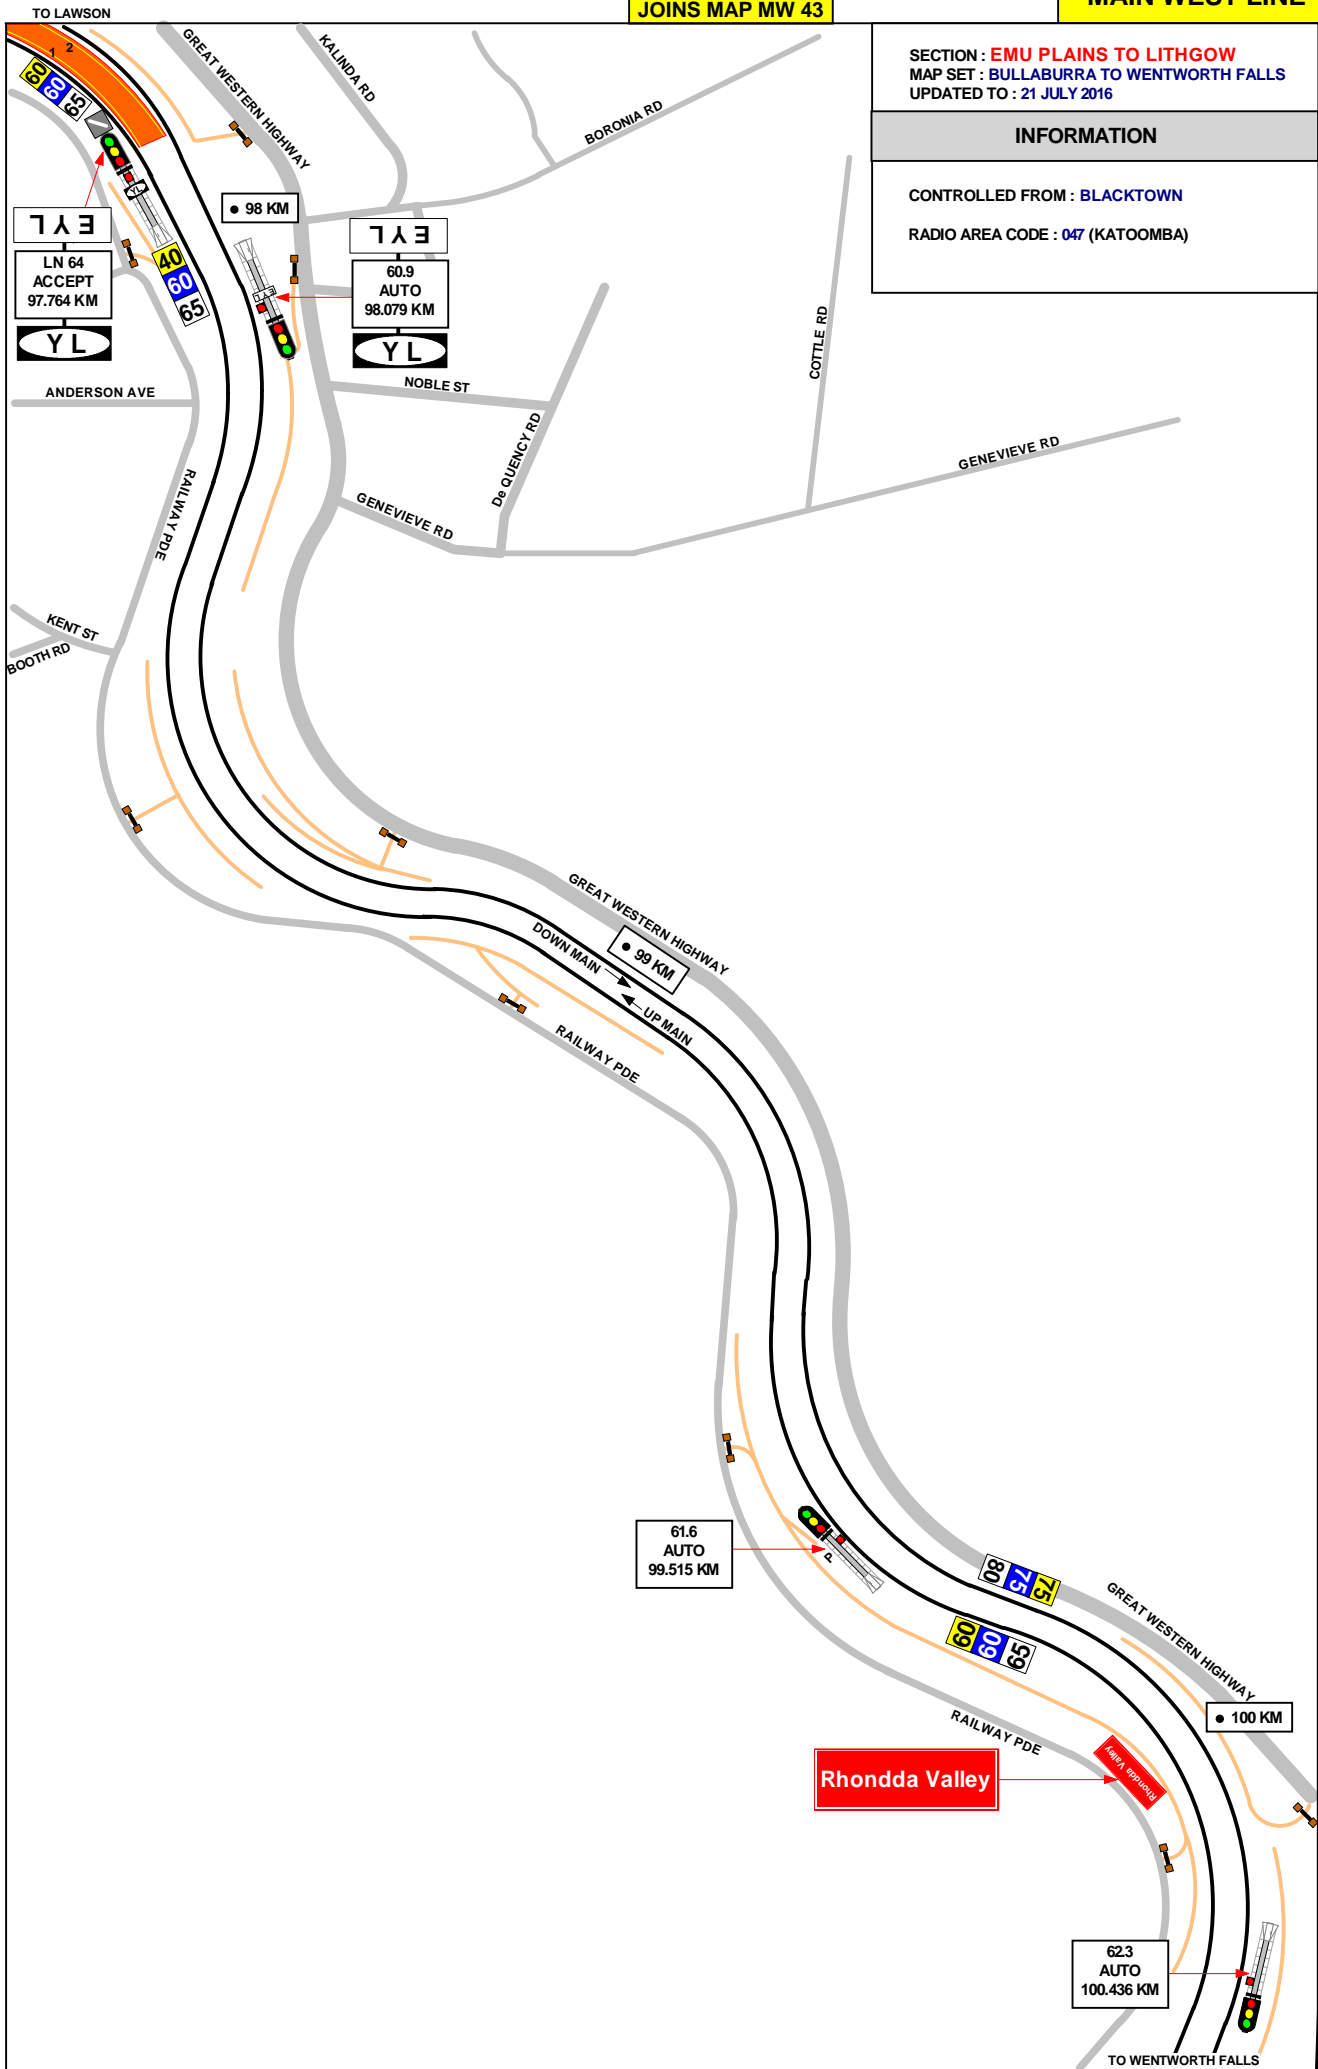 TO LAWSON
JOINS MAP MW 43
MAIN WEST LINE
SECTION : EMU PLAINS TO LITHGOW
MAP SET : BULLABURRA TO WENTWORTH FALLS
UPDATED TO : 21 JULY 2016
INFORMATION
CONTROLLED FROM : BLACKTOWN
RADIO AREA CODE : 047 (KATOOMBA)
1 2
60 60 65
GREAT WESTERN HIGHWAY
KALINDA RD
BORONIA RD
98 KM
E Y L
LN 64
ACCEPT
97.764 KM
Y L
YL
40
60
65
E Y L
60.9
AUTO
98.079 KM
Y L
ANDERSON AVE
NOBLE ST
COTTLE RD
De QUENCY RD
GENEVIEVE RD
GENEVIEVE RD
RAILWAY PDE
KENT ST
BOOTH RD
GREAT WESTERN HIGHWAY
DOWN MAIN
99 KM
UP MAIN
RAILWAY PDE
61.6
AUTO
99.515 KM
P
80 75 75
GREAT WESTERN HIGHWAY
60 60 65
RAILWAY PDE
100 KM
Rhondda Valley
Rhondda Valley
62.3
AUTO
100.436 KM
TO WENTWORTH FALLS